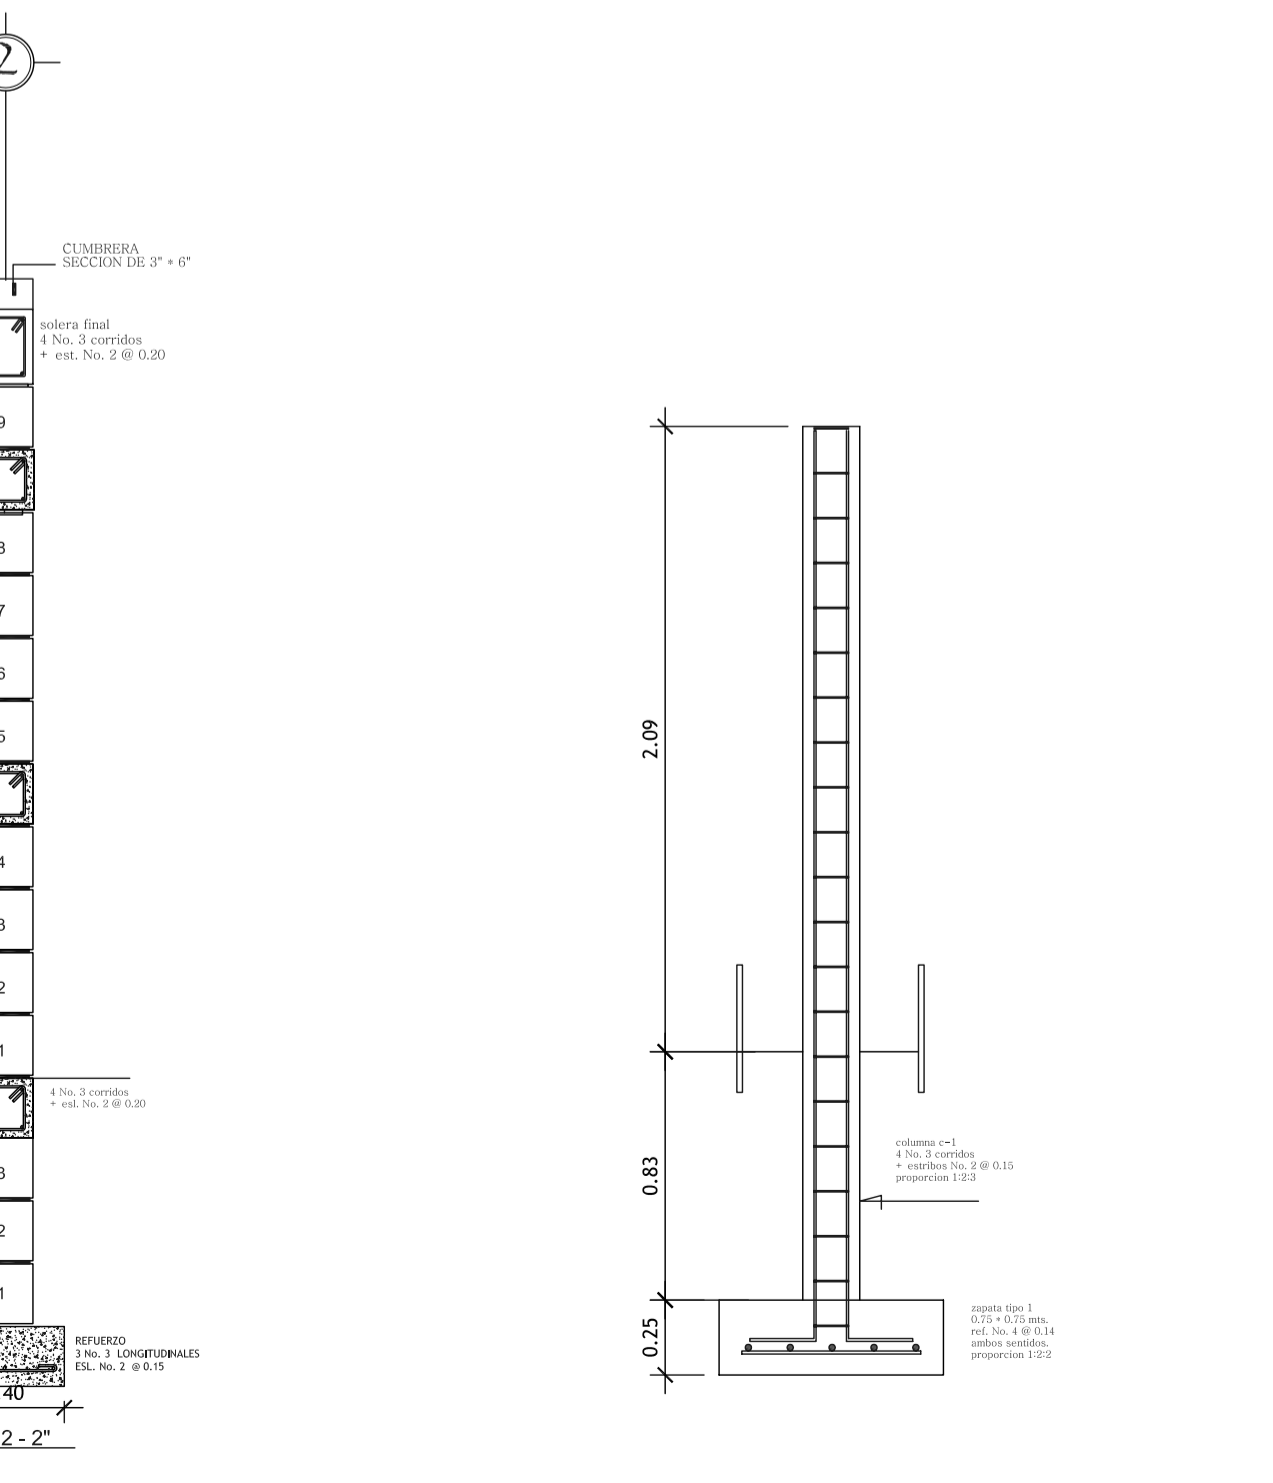 2
CUMBRERA
SECCION DE 3" * 6"
solera final
4 No. 3 corridos
+ est. No. 2 @ 0.20
9
8
7
6
5
4
3
2
1
4 No. 3 corridos
+ esl. No. 2 @ 0.20
3
2
1
REFUERZO
3 No. 3 LONGITUDINALES
ESL. No. 2 @ 0.15
40
2 - 2"
2.09
0.83
0.25
columna c-1
4 No. 3 corridos
+ estribos No. 2 @ 0.15
proporcion 1:2:3
zapata tipo 1
0.75 * 0.75 mts.
ref. No. 4 @ 0.14
ambos sentidos.
proporcion 1:2:2